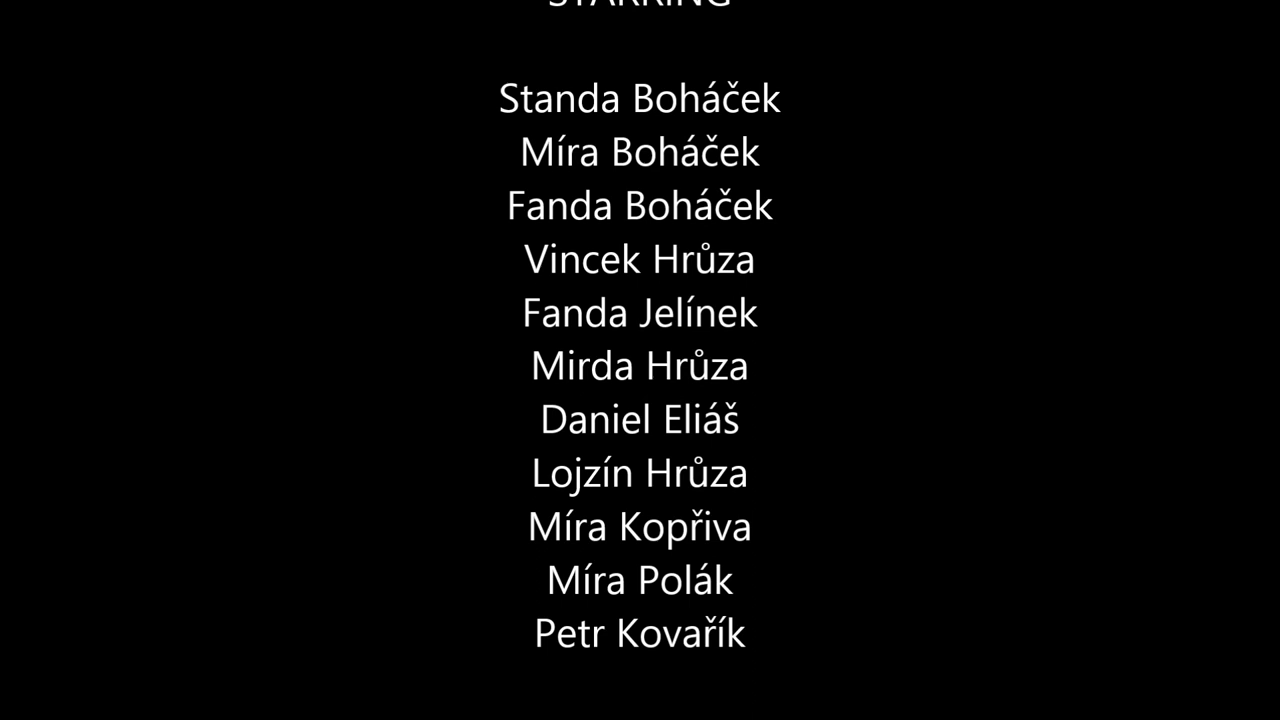 STARRING
Standa Boháček
Míra Boháček
Fanda Boháček
Vincek Hrůza
Fanda Jelínek
Mirda Hrůza
Daniel Eliáš
Lojzín Hrůza
Míra Kopřiva
Míra Polák
Petr Kovařík